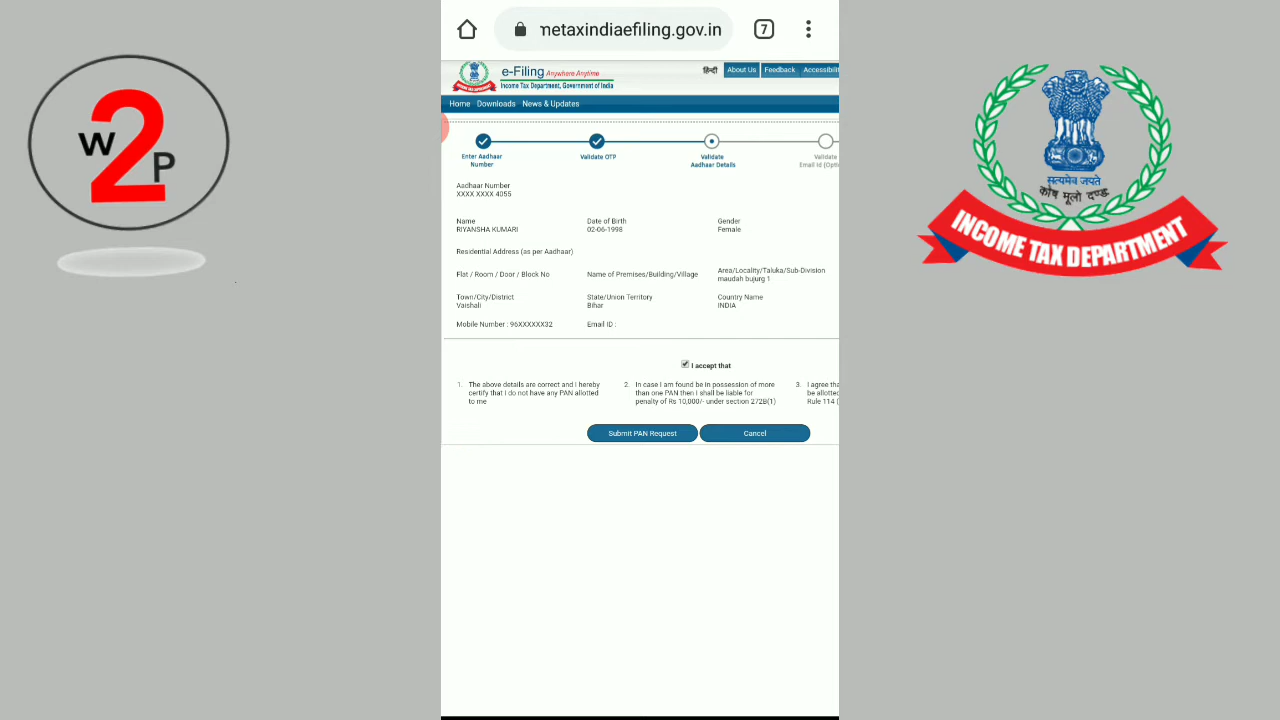 W2P
netaxindiaefiling.gov.in
7
e-Filing Anywhere Anytime
Income Tax Department, Government of India
हिन्दी About Us Feedback Accessibili
Home Downloads News & Updates
Enter Aadhaar Number
Validate OTP
Validate Aadhaar Details
Validate Email Id (Opti
Aadhaar Number
XXXX XXXX 4055
Name
RIYANSHA KUMARI
Date of Birth
02-06-1998
Gender
Female
Residential Address (as per Aadhaar)
Flat / Room / Door / Block No
Name of Premises/Building/Village
Area/Locality/Taluka/Sub-Division
maudah bujurg 1
Town/City/District
Vaishali
State/Union Territory
Bihar
Country Name
INDIA
Mobile Number : 96XXXXXX32
Email ID :
I accept that
1. The above details are correct and I hereby
certify that I do not have any PAN allotted
to me
2. In case I am found be in possession of more
than one PAN then I shall be liable for
penalty of Rs 10,000/- under section 272B(1)
3. I agree tha
be allotted
Rule 114 (
Submit PAN Request
Cancel
सत्यमेव जयते
कोष मूलो दण्डः
INCOME TAX DEPARTMENT